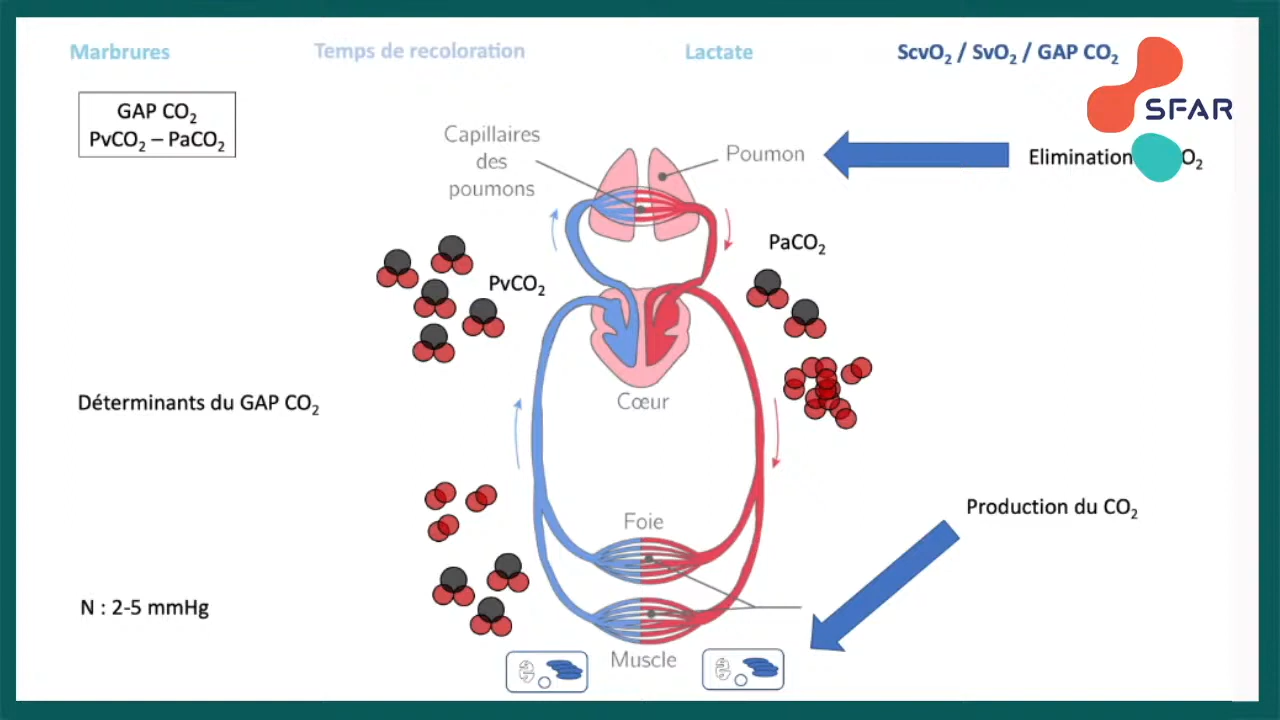 Marbrures
Temps de recoloration
Lactate
ScvO₂ / SvO₂ / GAP CO₂
SFAR
GAP CO₂
PvCO₂ – PaCO₂
Capillaires
des
poumons
Poumon
Elimination
O₂
PaCO₂
PvCO₂
Cœur
Déterminants du GAP CO₂
Production du CO₂
Foie
N : 2-5 mmHg
Muscle